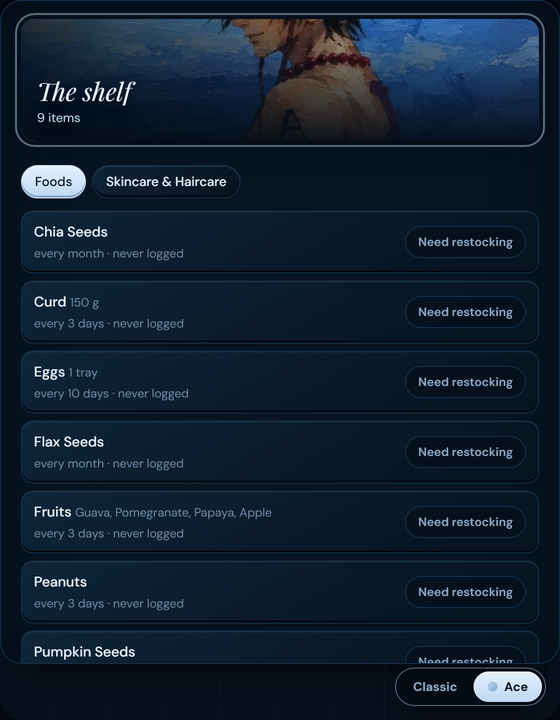 The shelf
9 items
Foods
Skincare & Haircare
Chia Seeds
every month · never logged
Need restocking
Curd 150 g
every 3 days · never logged
Need restocking
Eggs 1 tray
every 10 days · never logged
Need restocking
Flax Seeds
every month · never logged
Need restocking
Fruits Guava, Pomegranate, Papaya, Apple
every 3 days · never logged
Need restocking
Peanuts
every 3 days · never logged
Need restocking
Pumpkin Seeds
Need restocking
Classic
Ace